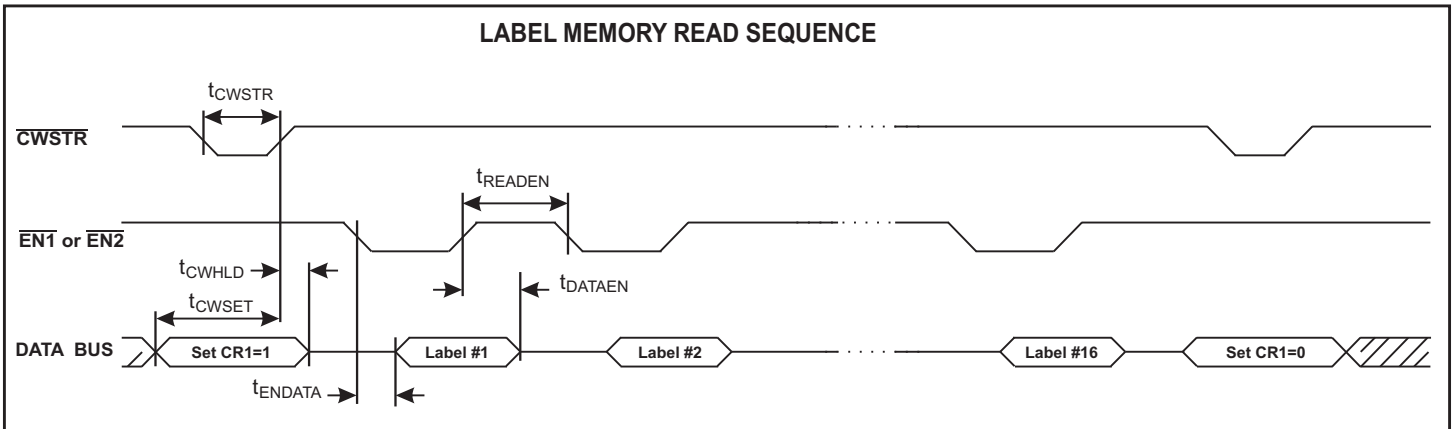 LABEL MEMORY READ SEQUENCE
tCWSTR
CWSTR
tREADEN
EN1 or EN2
tCWHLD
tDATAEN
tCWSET
DATA BUS Set CR1=1 Label #1 Label #2 Label #16 Set CR1=0
tENDATA